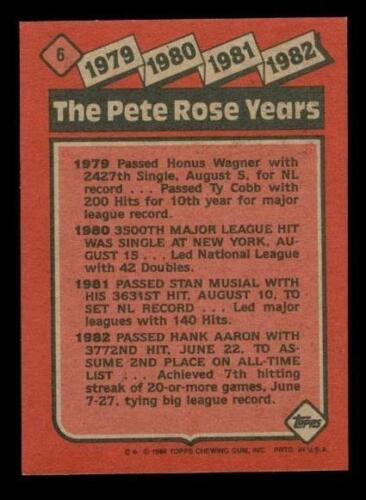 6
1979 1980 1981 1982
The Pete Rose Years
1979 Passed Honus Wagner with
2427th Single, August 5, for NL
record . . . Passed Ty Cobb with
200 Hits for 10th year for major
league record.
1980 3500TH MAJOR LEAGUE HIT
WAS SINGLE AT NEW YORK, AU-
GUST 15 . . . Led National League
with 42 Doubles.
1981 PASSED STAN MUSIAL WITH
HIS 3631ST HIT, AUGUST 10, TO
SET NL RECORD . . . Led major
leagues with 140 Hits.
1982 PASSED HANK AARON WITH
3772ND HIT, JUNE 22, TO AS-
SUME 2ND PLACE ON ALL-TIME
LIST . . . Achieved 7th hitting
streak of 20-or-more games, June
7-27, tying big league record.
Topps
© 1986 TOPPS CHEWING GUM, INC. PRTD. IN U.S.A.